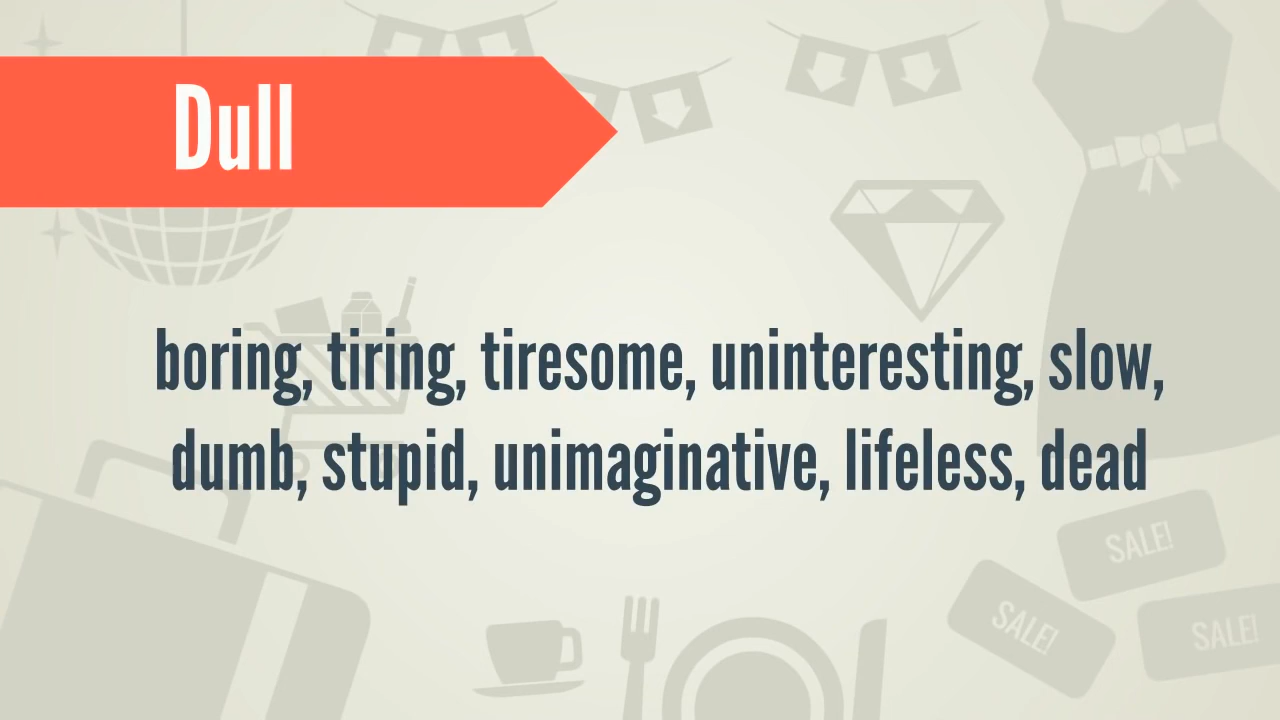 Dull
boring, tiring, tiresome, uninteresting, slow,
dumb, stupid, unimaginative, lifeless, dead
SALE!
SALE!
SALE!